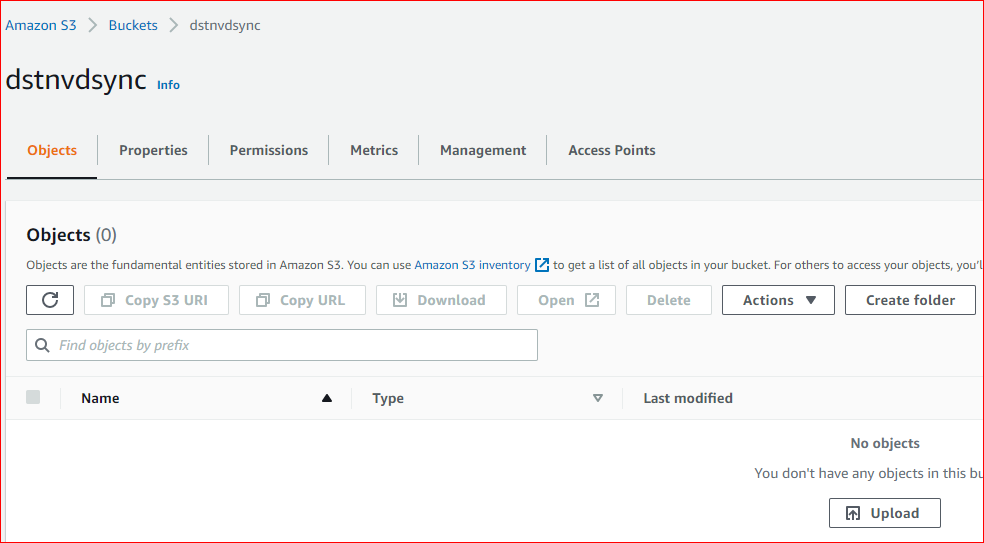 Amazon S3 > Buckets > dstnvdsync
dstnvdsync Info
Objects Properties Permissions Metrics Management Access Points
Objects (0)
Objects are the fundamental entities stored in Amazon S3. You can use Amazon S3 inventory to get a list of all objects in your bucket. For others to access your objects, you'l
Copy S3 URI Copy URL Download Open Delete Actions Create folder
Find objects by prefix
Name Type Last modified
No objects
You don't have any objects in this bu
Upload